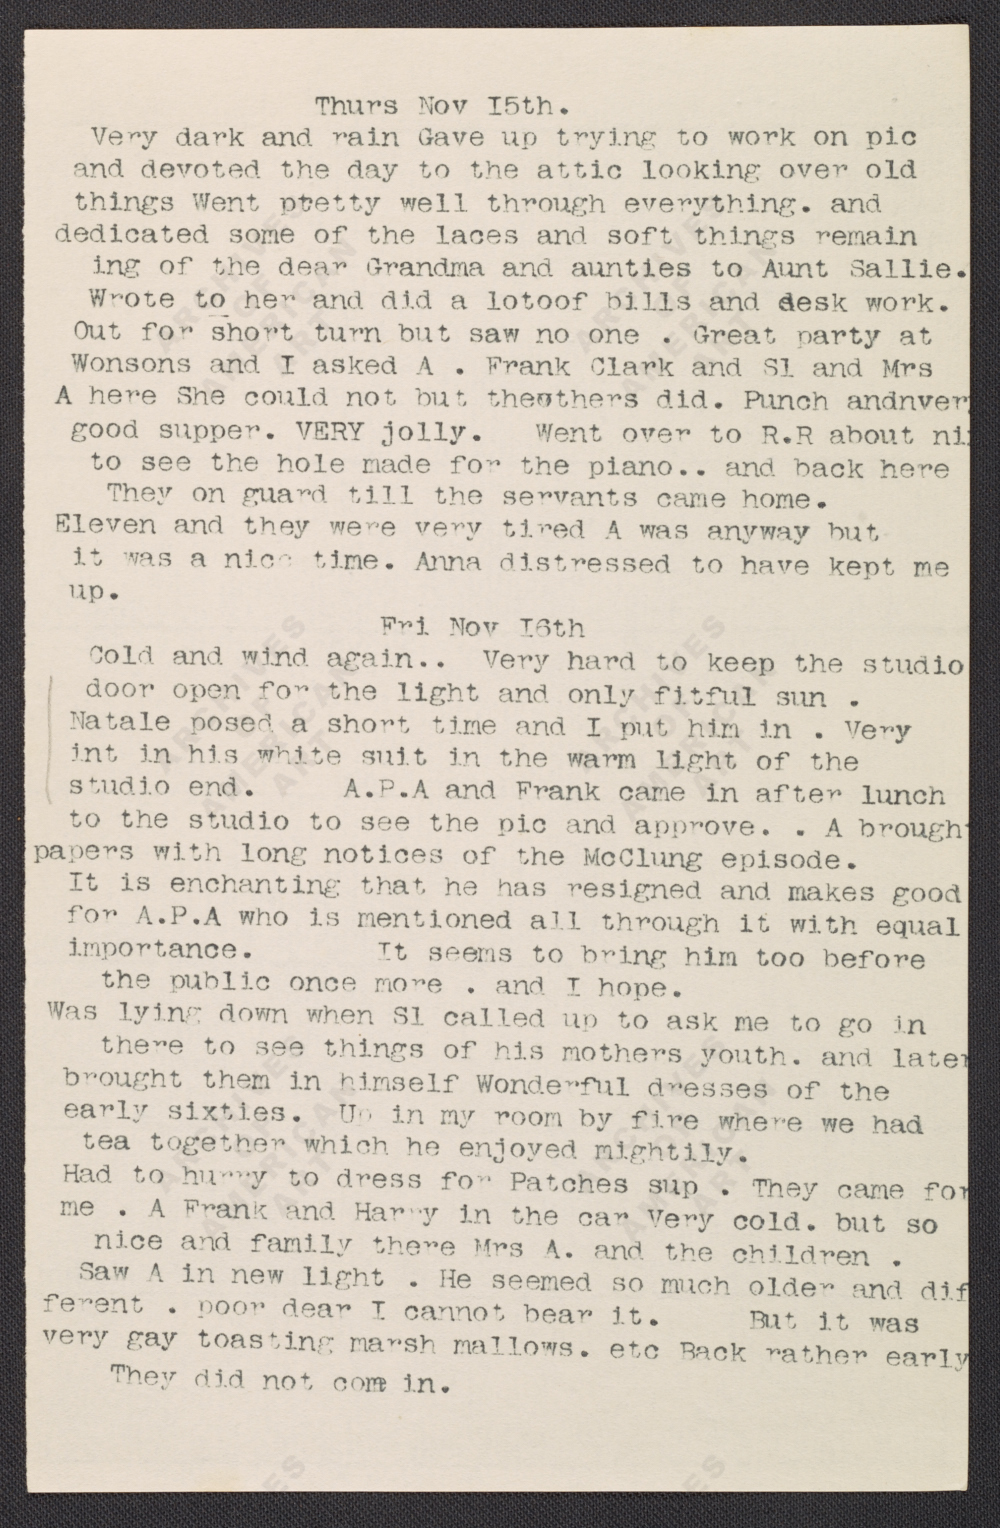 Thurs Nov I5th.
Very dark and rain Gave up trying to work on pic
and devoted the day to the attic looking over old
things Went ptetty well through everything. and
dedicated some of the laces and soft things remain
ing of the dear Grandma and aunties to Aunt Sallie.
Wrote to her and did a lotoof bills and desk work.
Out for short turn but saw no one . Great party at
Wonsons and I asked A . Frank Clark and Sl and Mrs
A here She could not but theothers did. Punch andnver
good supper. VERY jolly. Went over to R.R about ni
to see the hole made for the piano.. and back here
They on guard till the servants came home.
Eleven and they were very tired A was anyway but
it was a nice time. Anna distressed to have kept me
up.
Fri Nov I6th
Cold and wind again.. Very hard to keep the studio
door open for the light and only fitful sun .
Natale posed a short time and I put him in . Very
int in his white suit in the warm light of the
studio end. A.P.A and Frank came in after lunch
to the studio to see the pic and approve. . A brough
papers with long notices of the McClung episode.
It is enchanting that he has resigned and makes good
for A.P.A who is mentioned all through it with equal
importance. It seems to bring him too before
the public once more . and I hope.
Was lying down when Sl called up to ask me to go in
there to see things of his mothers youth. and later
brought them in himself Wonderful dresses of the
early sixties. Up in my room by fire where we had
tea together which he enjoyed mightily.
Had to hurry to dress for Patches sup . They came for
me . A Frank and Harry in the car Very cold. but so
nice and family there Mrs A. and the children .
Saw A in new light . He seemed so much older and dif
ferent . poor dear I cannot bear it. But it was
very gay toasting marsh mallows. etc Back rather early
They did not come in.